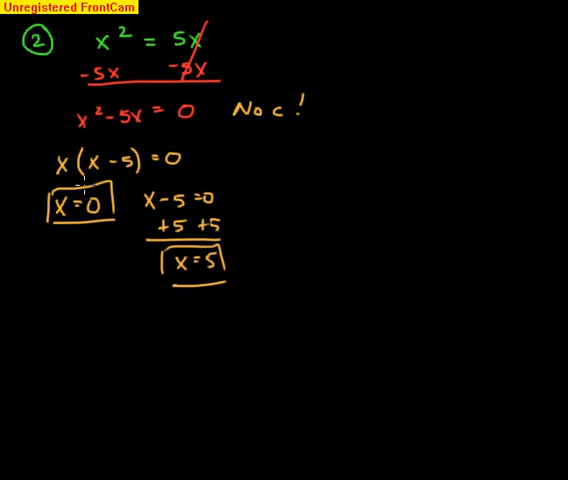 Unregistered FrontCam
2 x² = 5x
-5x -5x
x² - 5x = 0 No c!
x (x - 5) = 0
x = 0 x - 5 = 0
+5 +5
x = 5